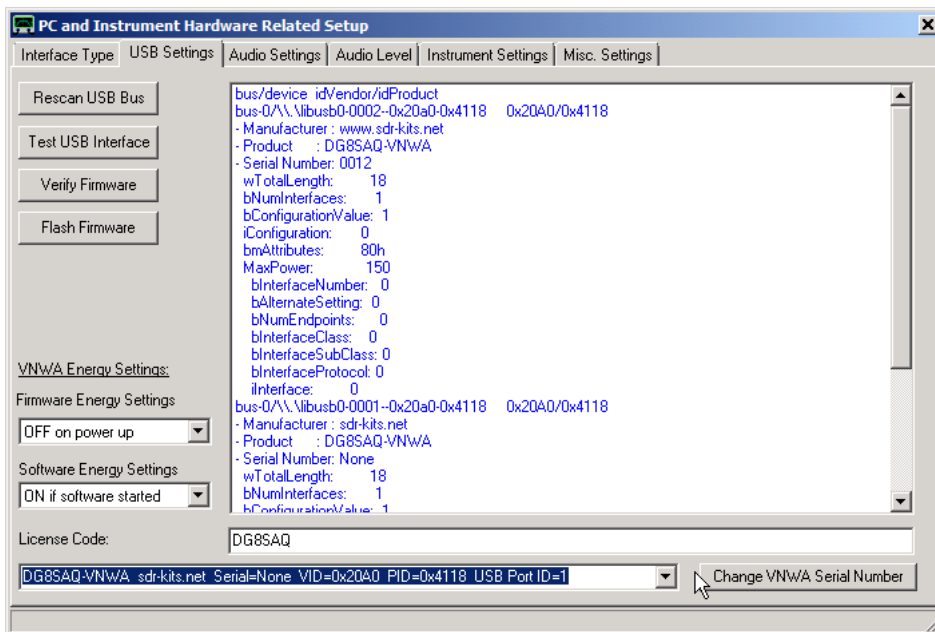 PC and Instrument Hardware Related Setup
Interface Type USB Settings Audio Settings Audio Level Instrument Settings Misc. Settings
Rescan USB Bus
Test USB Interface
Verify Firmware
Flash Firmware
VNWA Energy Settings:
Firmware Energy Settings
OFF on power up
Software Energy Settings
ON if software started
bus/device idVendor/idProduct
bus-0/\\.\libusb0-0002--0x20a0-0x4118 0x20A0/0x4118
- Manufacturer : www.sdr-kits.net
- Product : DG8SAQ-VNWA
- Serial Number: 0012
wTotalLength: 18
bNumInterfaces: 1
bConfigurationValue: 1
iConfiguration: 0
bmAttributes: 80h
MaxPower: 150
bInterfaceNumber: 0
bAlternateSetting: 0
bNumEndpoints: 0
bInterfaceClass: 0
bInterfaceSubClass: 0
bInterfaceProtocol: 0
iInterface: 0
bus-0/\\.\libusb0-0001--0x20a0-0x4118 0x20A0/0x4118
- Manufacturer : sdr-kits.net
- Product : DG8SAQ-VNWA
- Serial Number: None
wTotalLength: 18
bNumInterfaces: 1
bConfigurationValue: 1
License Code: DG8SAQ
DG8SAQ-VNWA sdr-kits.net Serial=None VID=0x20A0 PID=0x4118 USB Port ID=1 Change VNWA Serial Number